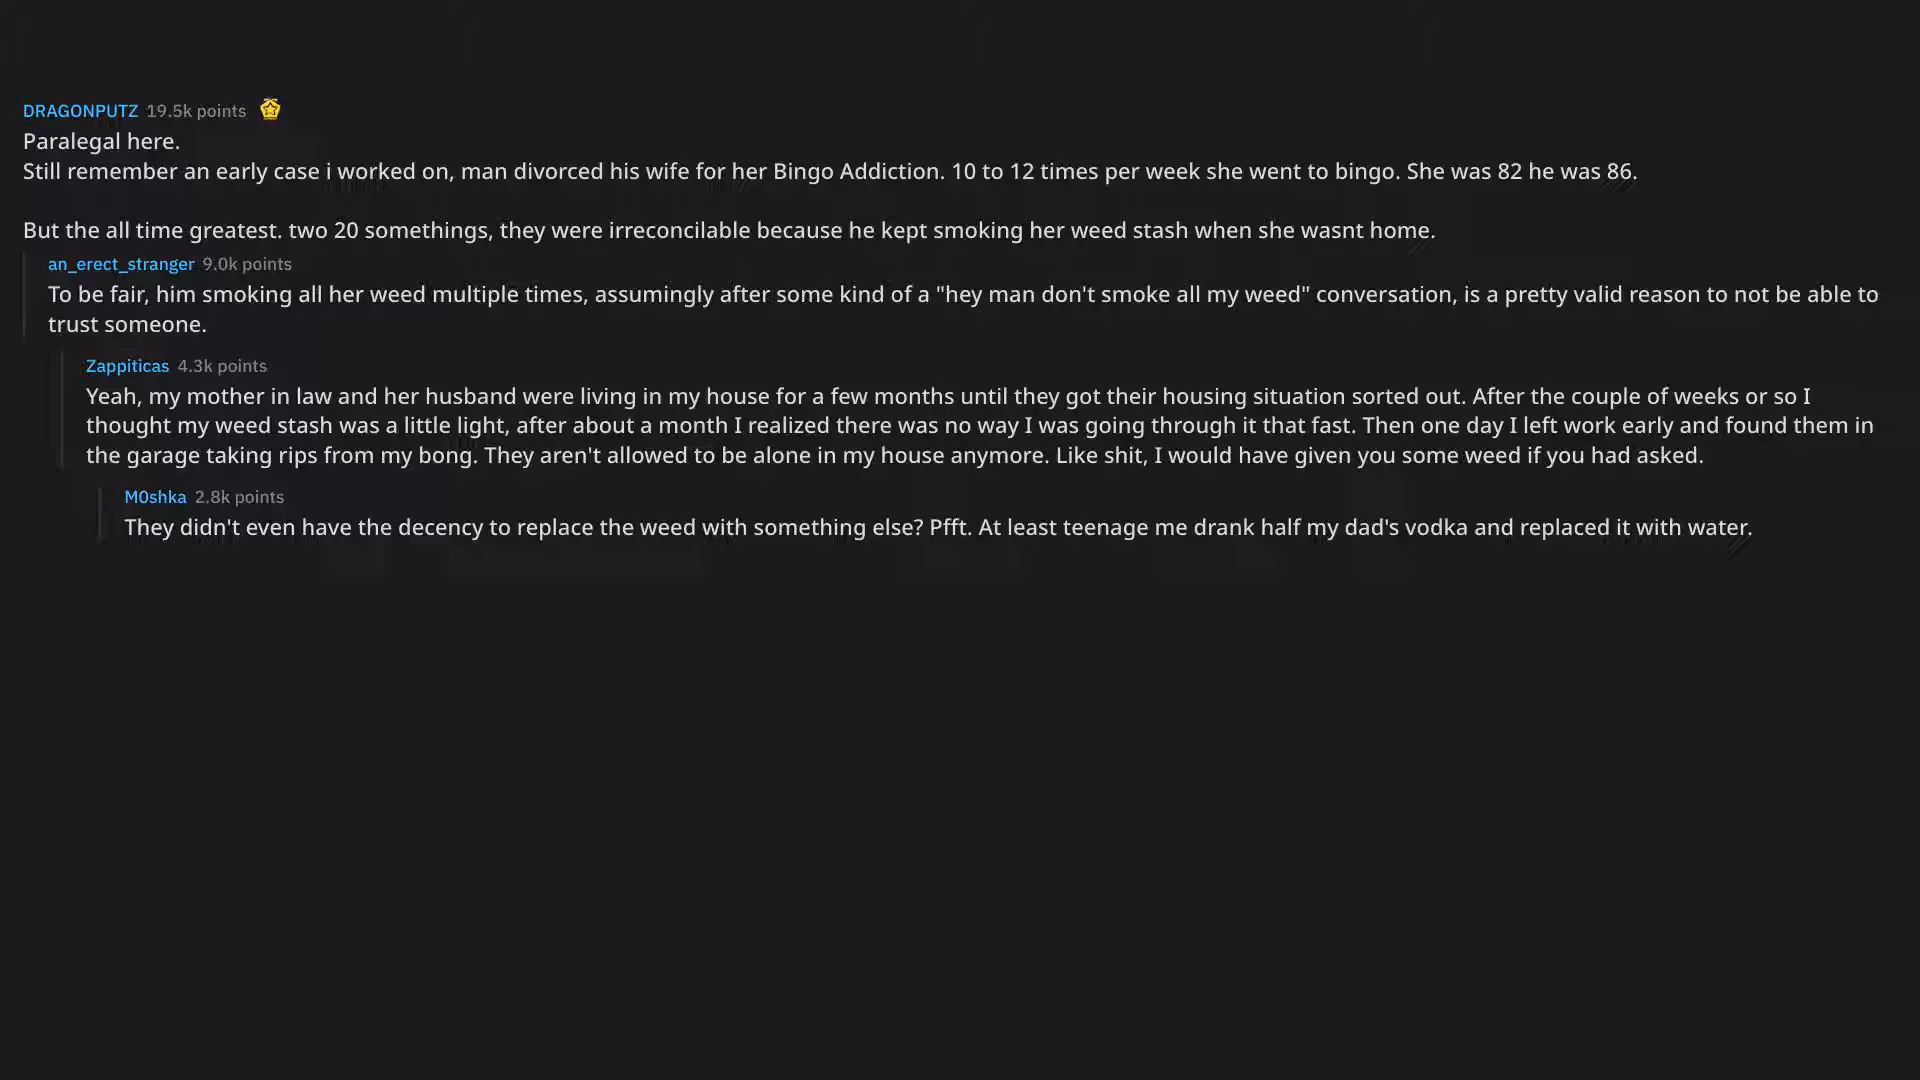 DRAGONPUTZ 19.5k points
Paralegal here.
Still remember an early case i worked on, man divorced his wife for her Bingo Addiction. 10 to 12 times per week she went to bingo. She was 82 he was 86.
But the all time greatest. two 20 somethings, they were irreconcilable because he kept smoking her weed stash when she wasnt home.
an_erect_stranger 9.0k points
To be fair, him smoking all her weed multiple times, assumingly after some kind of a "hey man don't smoke all my weed" conversation, is a pretty valid reason to not be able to
trust someone.
Zappiticas 4.3k points
Yeah, my mother in law and her husband were living in my house for a few months until they got their housing situation sorted out. After the couple of weeks or so I
thought my weed stash was a little light, after about a month I realized there was no way I was going through it that fast. Then one day I left work early and found them in
the garage taking rips from my bong. They aren't allowed to be alone in my house anymore. Like shit, I would have given you some weed if you had asked.
M0shka 2.8k points
They didn't even have the decency to replace the weed with something else? Pfft. At least teenage me drank half my dad's vodka and replaced it with water.